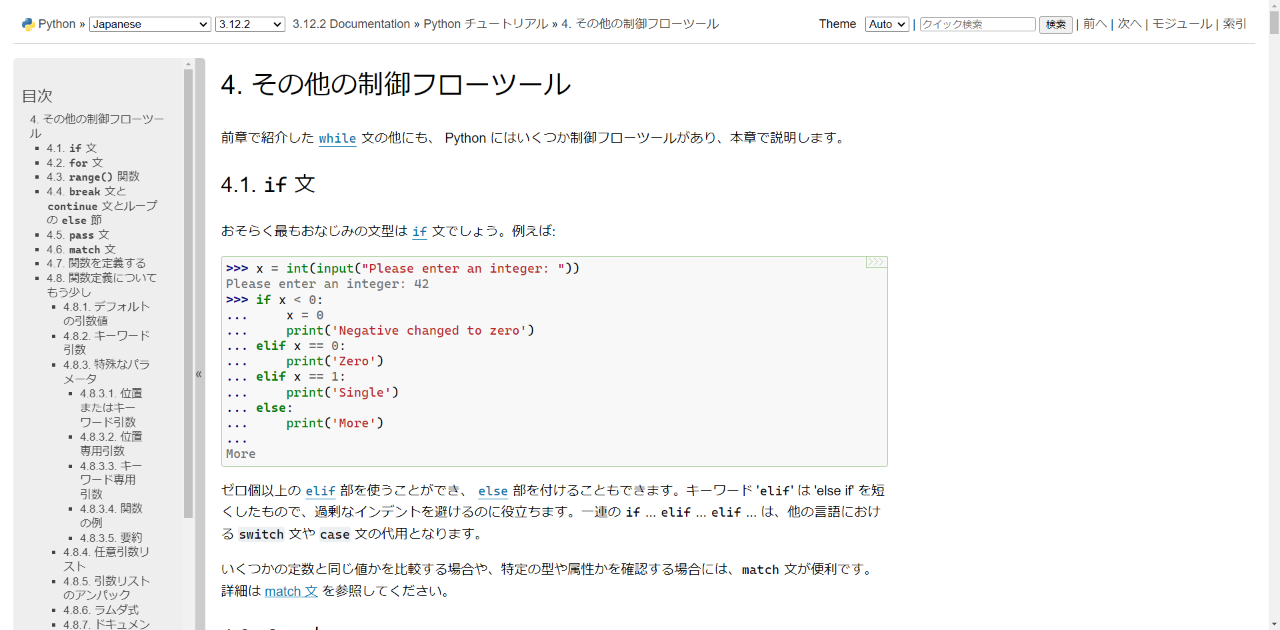 Python » Japanese 3.12.2 3.12.2 Documentation » Python チュートリアル » 4. その他の制御フローツール Theme Auto | クイック検索 検索 | 前へ | 次へ | モジュール | 索引
目次
4. その他の制御フローツー
ル
4.1. if 文
4.2. for 文
4.3. range() 関数
4.4. break 文と
continue 文とループ
の else 節
4.5. pass 文
4.6. match 文
4.7. 関数を定義する
4.8. 関数定義について
もう少し
4.8.1. デフォルト
の引数値
4.8.2. キーワード
引数
4.8.3. 特殊なパラ
メータ
4.8.3.1. 位置
またはキー
ワード引数
4.8.3.2. 位置
専用引数
4.8.3.3. キー
ワード専用
引数
4.8.3.4. 関数
の例
4.8.3.5. 要約
4.8.4. 任意引数リ
スト
4.8.5. 引数リスト
のアンパック
4.8.6. ラムダ式
4.8.7. ドキュメン
«
4. その他の制御フローツール
前章で紹介した while 文の他にも、 Python にはいくつか制御フローツールがあり、本章で説明します。
4.1. if 文
おそらく最もおなじみの文型は if 文でしょう。例えば:
>>>
>>> x = int(input("Please enter an integer: "))
Please enter an integer: 42
>>> if x < 0:
...     x = 0
...     print('Negative changed to zero')
... elif x == 0:
...     print('Zero')
... elif x == 1:
...     print('Single')
... else:
...     print('More')
...
More
ゼロ個以上の elif 部を使うことができ、 else 部を付けることもできます。キーワード 'elif' は 'else if' を短
くしたもので、過剰なインデントを避けるのに役立ちます。一連の if ... elif ... elif ... は、他の言語におけ
る switch 文や case 文の代用となります。
いくつかの定数と同じ値かを比較する場合や、特定の型や属性かを確認する場合には、match 文が便利です。
詳細は match 文 を参照してください。